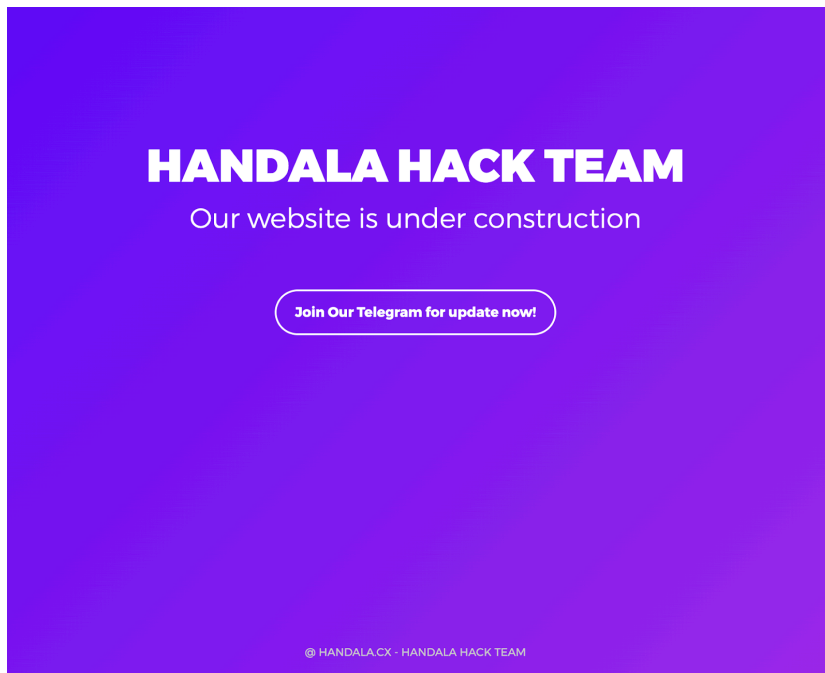 HANDALA HACK TEAM
Our website is under construction
Join Our Telegram for update now!
@ HANDALA.CX - HANDALA HACK TEAM